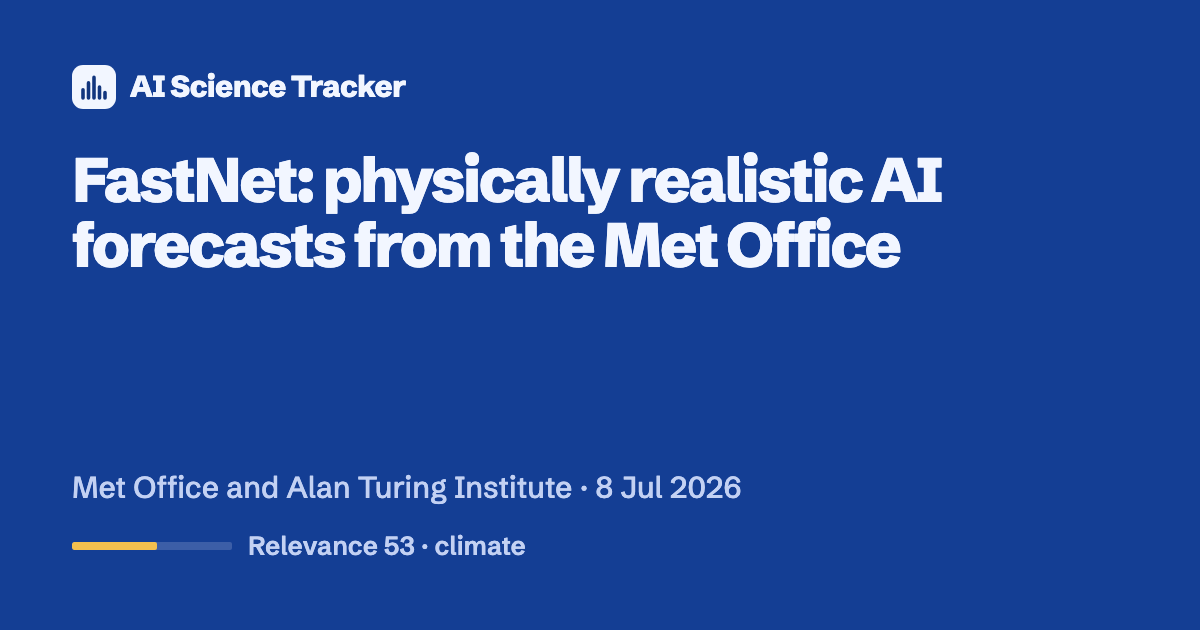 AI Science Tracker
FastNet: physically realistic AI
forecasts from the Met Office
Met Office and Alan Turing Institute · 8 Jul 2026
Relevance 53 · climate